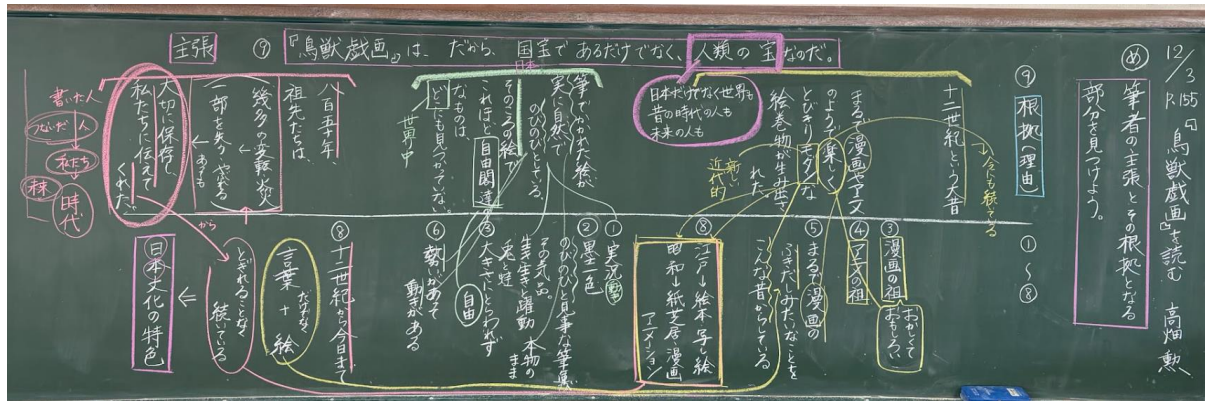 12/3
P.155
『鳥獣戯画』を読む 高畑 勲
め
筆者の主張とその根拠となる
部分を見つけよう。
主張 ⑨ 『鳥獣戯画』は、だから、国宝であるだけでなく、人類の宝なのだ。
日本
⑨ 根拠(理由) ①〜⑧
十二世紀という大昔
まるで漫画やアニメ
のような楽しく
とびきりモダンな
絵巻物が生み出さ
れた。
今にも続いている
新しい
近代的
日本だけでなく世界も
昔の時代の人も
未来の人も
筆でかかれた絵が
実に自然で
のびのびとしている。
そのころの絵で
これほど自由闊達
なものは、
どこにも見つかっていない。
世界中
八百五十年
祖先たちは、
幾多の変転、火災
一部を失う
あっても
大切に保存し、
私たちに伝えて
くれた。
書いた人
つないだ人
私たち
未来
時代
③ 漫画の祖
おかしくて
おもしろい
④ アニメの祖
⑤ まるで漫画の
ふきだしみたいなことを
こんな昔からしている
⑧ 江戸→絵本、写し絵
昭和→紙芝居、漫画
アニメーション
① 実況
② 墨一色
のびのびと見事な筆運
その気品。
生き生きと躍動 本物の
まま
兎と蛙
③ 大きさにとらわれず
自由
⑥ 勢いがあって
動きがある
⑧ 十二世紀から今日まで
言葉だけでなく
+絵
から
とぎれることなく
続いている
日本文化の特色